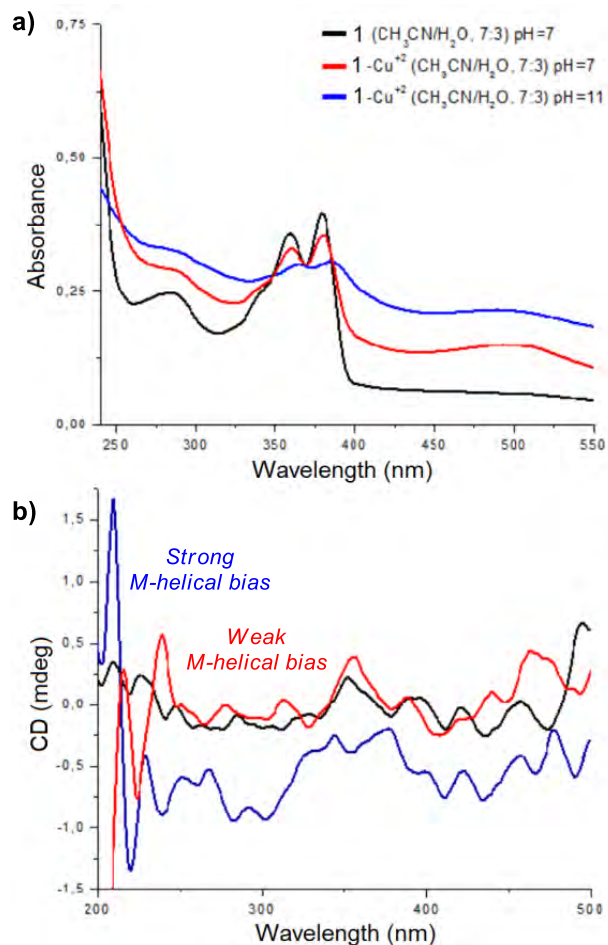 a)
0,75
0,50
0,25
0,00
Absorbance
1 (CH3CN/H2O, 7:3) pH=7
1-Cu+2 (CH3CN/H2O, 7:3) pH=7
1-Cu+2 (CH3CN/H2O, 7:3) pH=11
250 300 350 400 450 500 550
Wavelength (nm)
b)
1,5
1,0
0,5
0,0
-0,5
-1,0
-1,5
CD (mdeg)
Strong
M-helical bias
Weak
M-helical bias
200 300 400 500
Wavelength (nm)